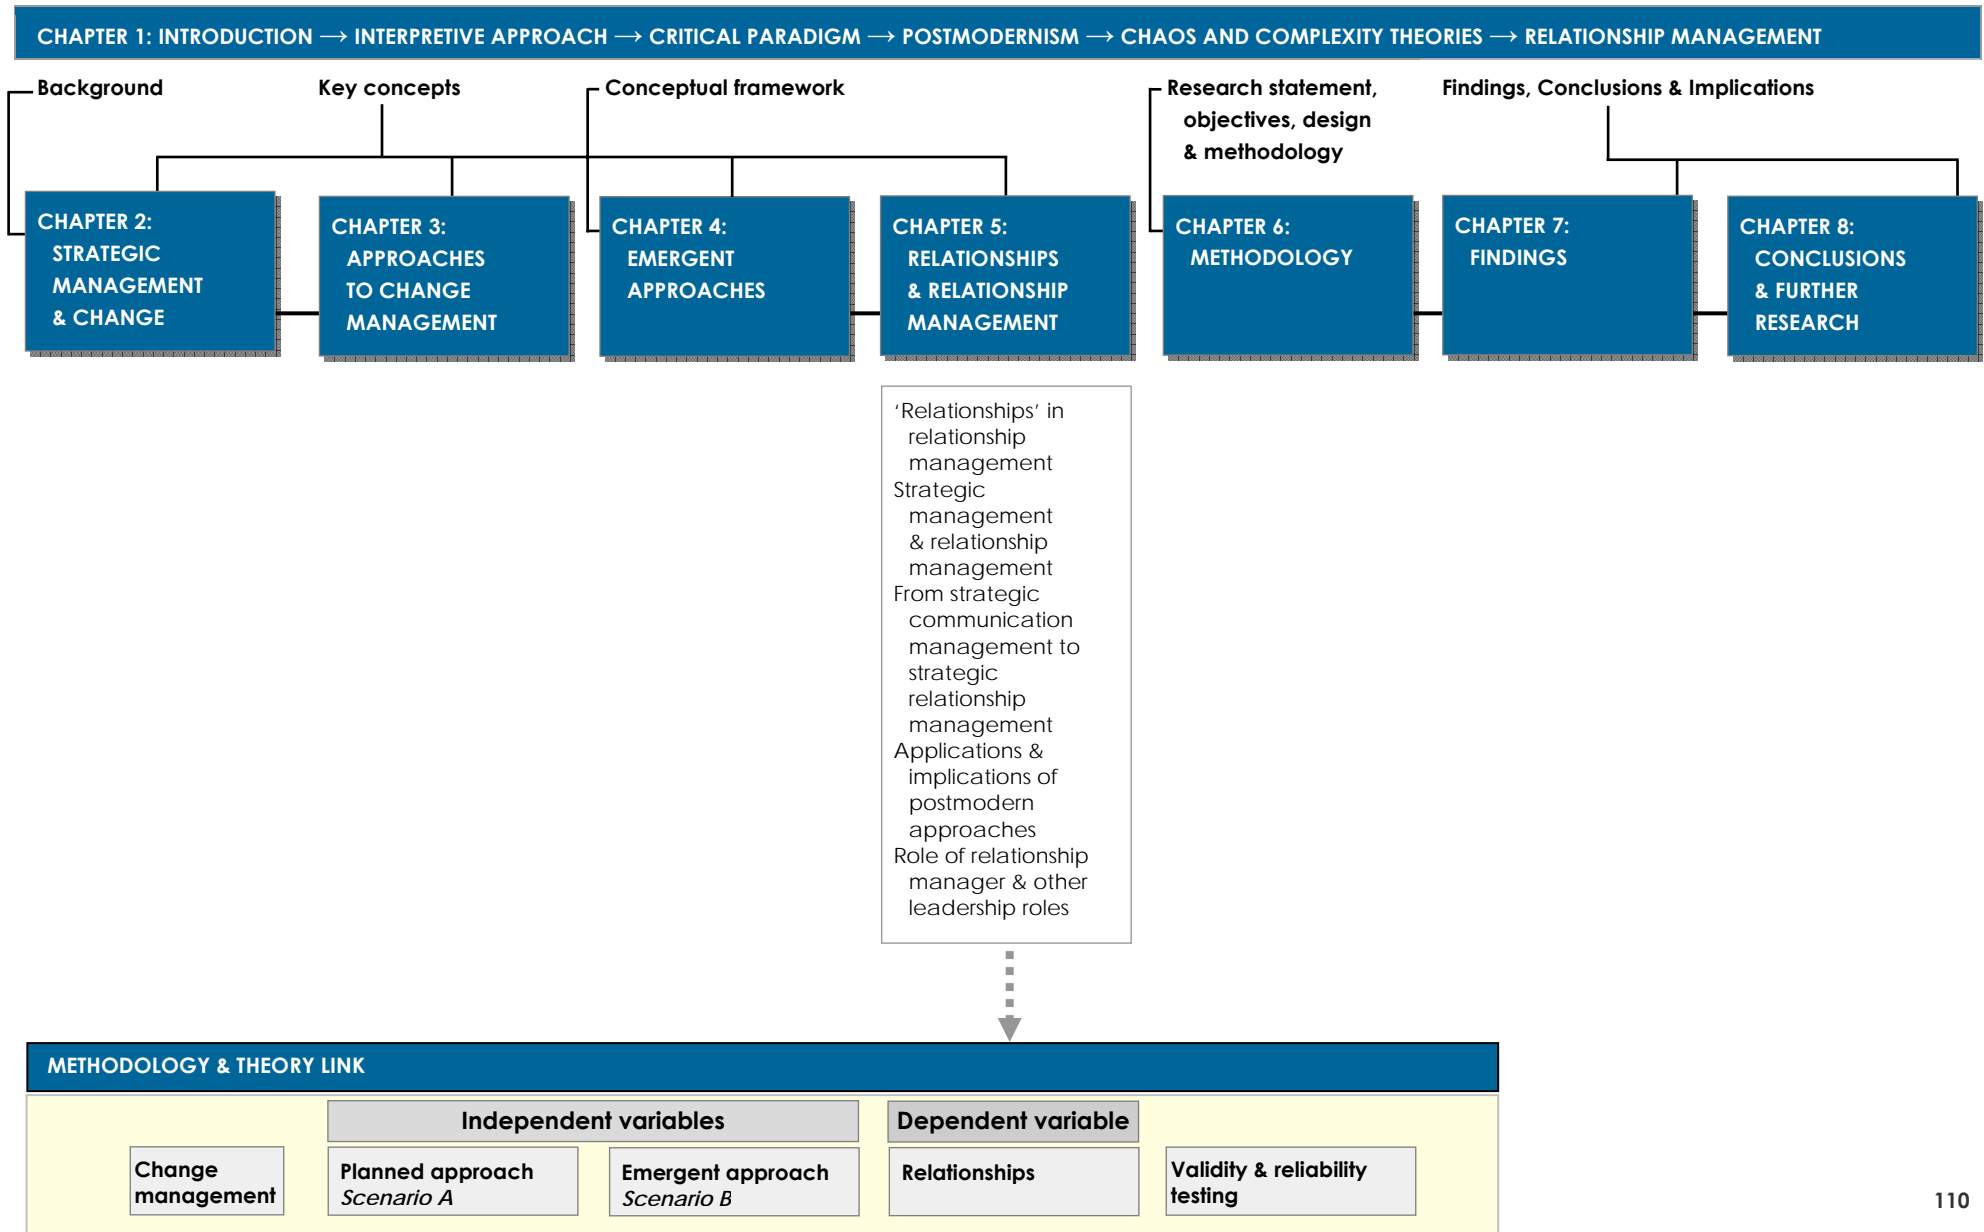 CHAPTER 1: INTRODUCTION → INTERPRETIVE APPROACH → CRITICAL PARADIGM → POSTMODERNISM → CHAOS AND COMPLEXITY THEORIES → RELATIONSHIP MANAGEMENT
Background
Key concepts
Conceptual framework
Research statement,
objectives, design
& methodology
Findings, Conclusions & Implications
CHAPTER 2:
STRATEGIC
MANAGEMENT
& CHANGE
CHAPTER 3:
APPROACHES
TO CHANGE
MANAGEMENT
CHAPTER 4:
EMERGENT
APPROACHES
CHAPTER 5:
RELATIONSHIPS
& RELATIONSHIP
MANAGEMENT
CHAPTER 6:
METHODOLOGY
CHAPTER 7:
FINDINGS
CHAPTER 8:
CONCLUSIONS
& FURTHER
RESEARCH
‘Relationships’ in
relationship
management
Strategic
management
& relationship
management
From strategic
communication
management to
strategic
relationship
management
Applications &
implications of
postmodern
approaches
Role of relationship
manager & other
leadership roles
METHODOLOGY & THEORY LINK
Independent variables
Dependent variable
Change
management
Planned approach
Scenario A
Emergent approach
Scenario B
Relationships
Validity & reliability
testing
110